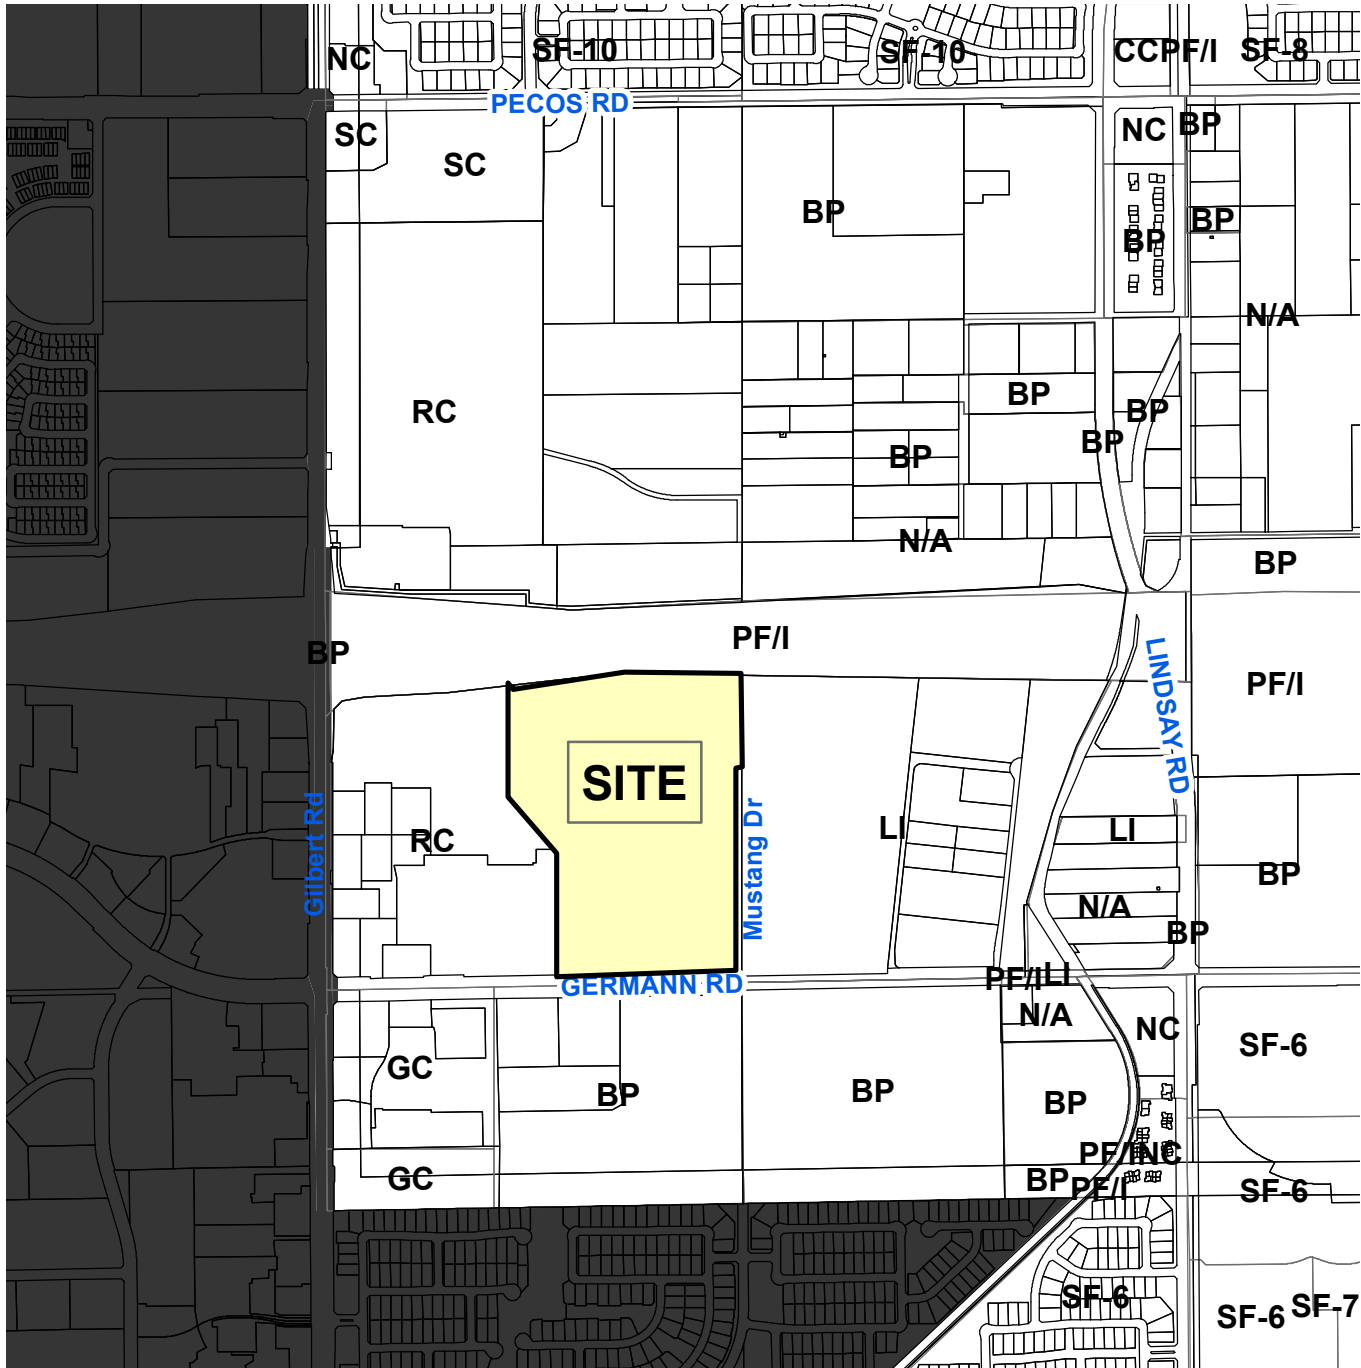 NC
SF-10
SF-10
CC
PF/I
SF-8
PECOS RD
SC
SC
NC
BP
BP
BP
BP
N/A
RC
BP
BP
BP
BP
N/A
BP
BP
PF/I
PF/I
LINDSAY RD
SITE
Gilbert Rd
RC
Mustang Dr
LI
LI
BP
N/A
BP
GERMANN RD
PF/I
LI
N/A
NC
SF-6
GC
BP
BP
BP
PF/I
NC
GC
BP
PF/I
SF-6
SF-6
SF-6
SF-7